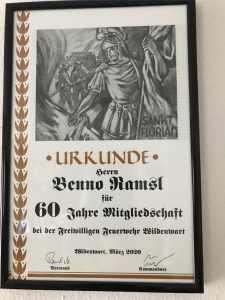 SANKT
FLORIAN
• URKUNDE •
Herrn
Benno Ramsl
für
60 Jahre Mitgliedschaft
bei der Freiwilligen Feuerwehr Wildenwart
Wildenwart, März 2020
Vorstand Kommandant